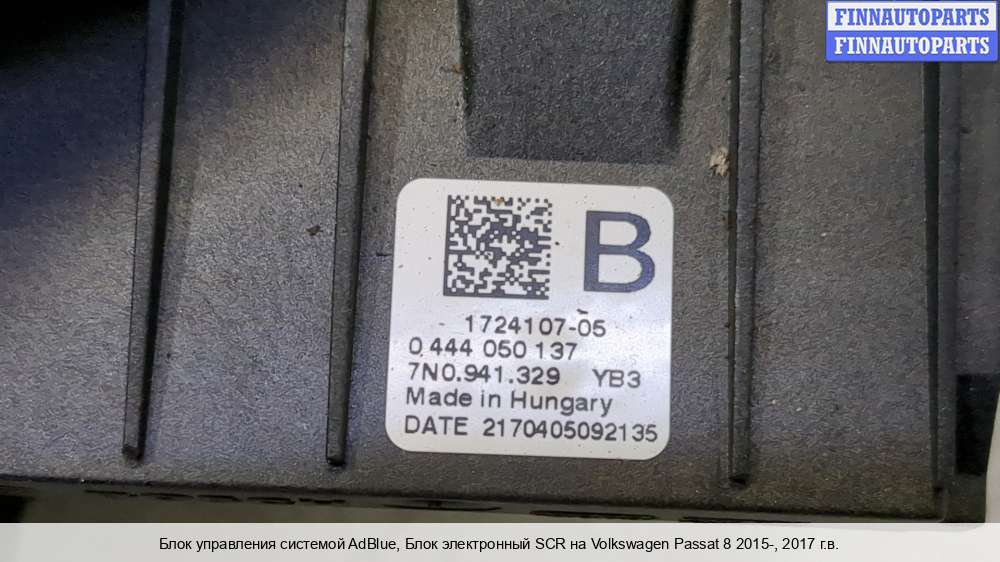 FINNAUTOPARTS
FINNAUTOPARTS
B
1724107-05
0 444 050 137
7N0.941.329 YB3
Made in Hungary
DATE 2170405092135
Блок управления системой AdBlue, Блок электронный SCR на Volkswagen Passat 8 2015-, 2017 г.в.